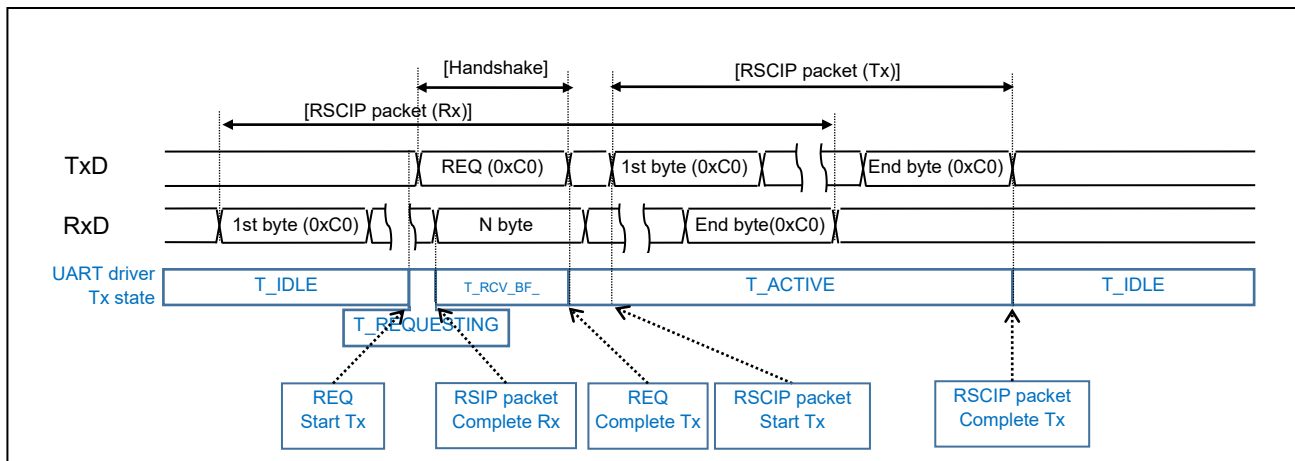 [Handshake]
[RSCIP packet (Tx)]
[RSCIP packet (Rx)]
TxD
REQ (0xC0)
1st byte (0xC0)
End byte (0xC0)
RxD
1st byte (0xC0)
N byte
End byte(0xC0)
UART driver
Tx state
T_IDLE
T_RCV_BF_
T_ACTIVE
T_IDLE
T_REQUESTING
REQ
Start Tx
RSIP packet
Complete Rx
REQ
Complete Tx
RSCIP packet
Start Tx
RSCIP packet
Complete Tx